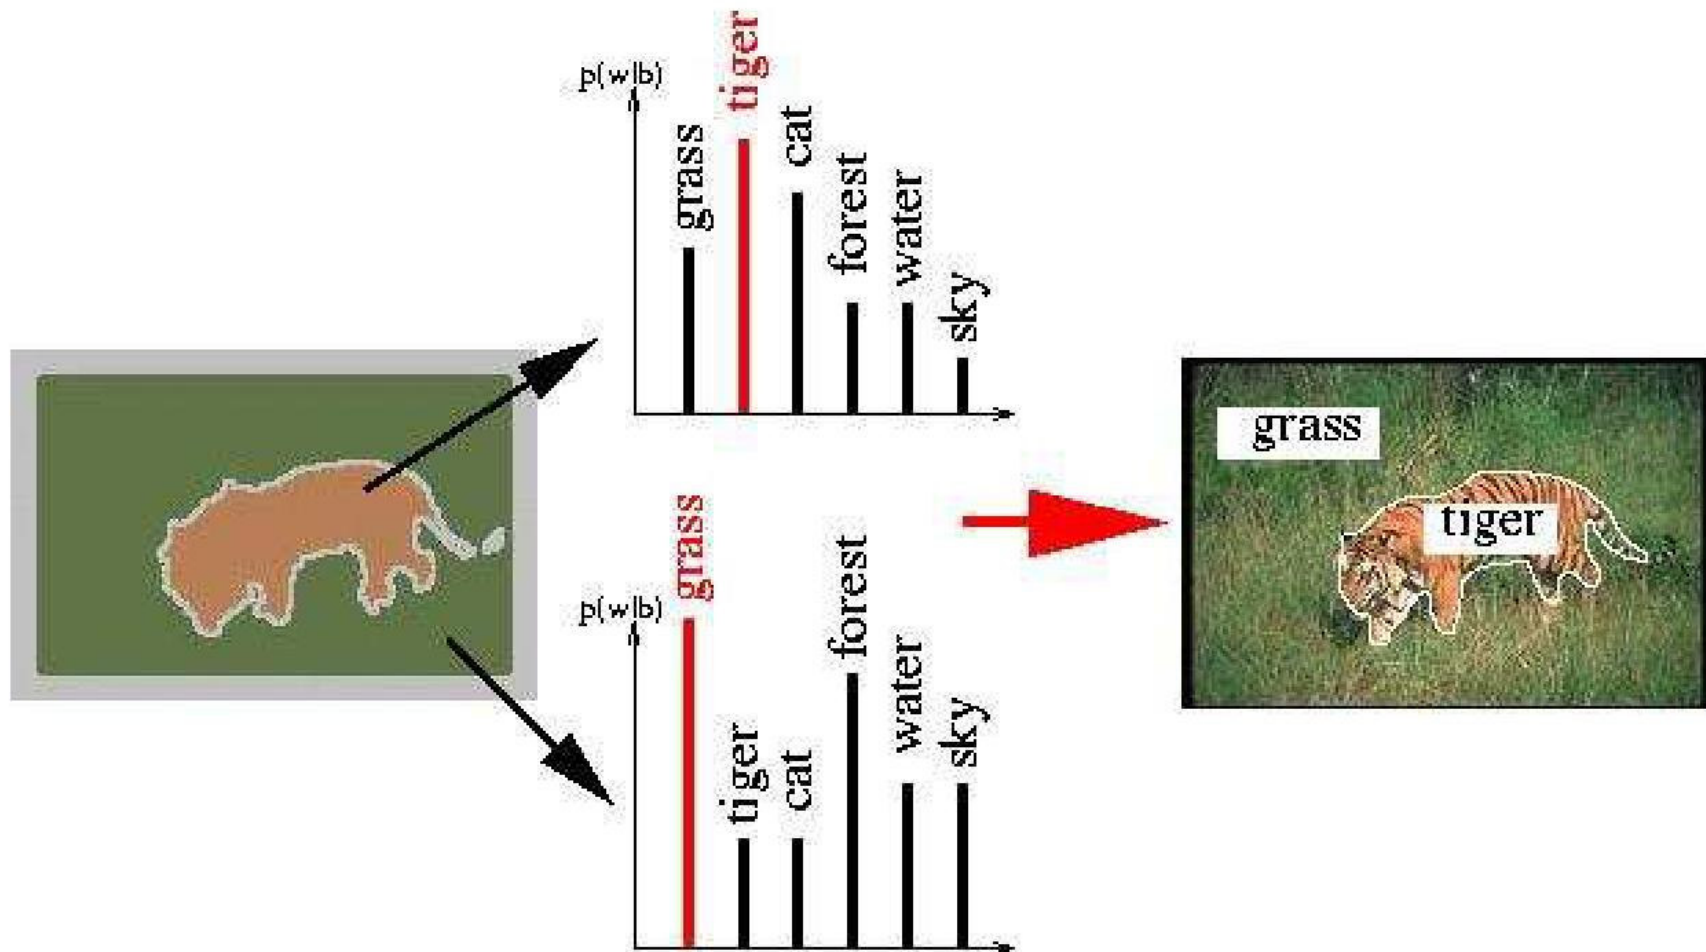 p(w|b)
grass
tiger
cat
forest
water
sky
p(w|b)
grass
tiger
cat
forest
water
sky
grass
tiger